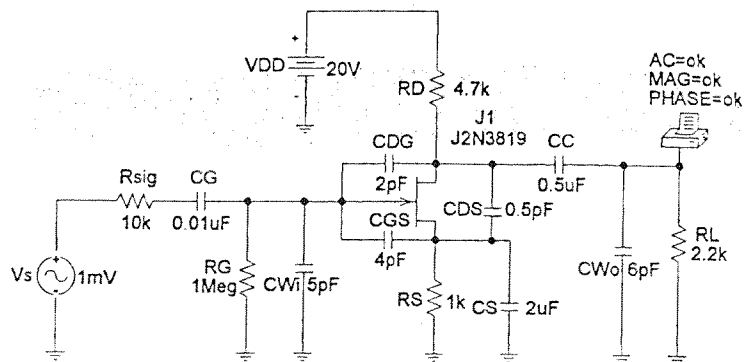 +
VDD
20V
-
RD
4.7k
AC=ok
MAG=ok
PHASE=ok
J1
J2N3819
CDG
2pF
CC
0.5uF
Rsig
10k
CG
0.01uF
CGS
4pF
CDS
0.5pF
Vs
+
-
1mV
RG
1Meg
CWi 5pF
RS
1k
CS
2uF
CWo 6pF
RL
2.2k